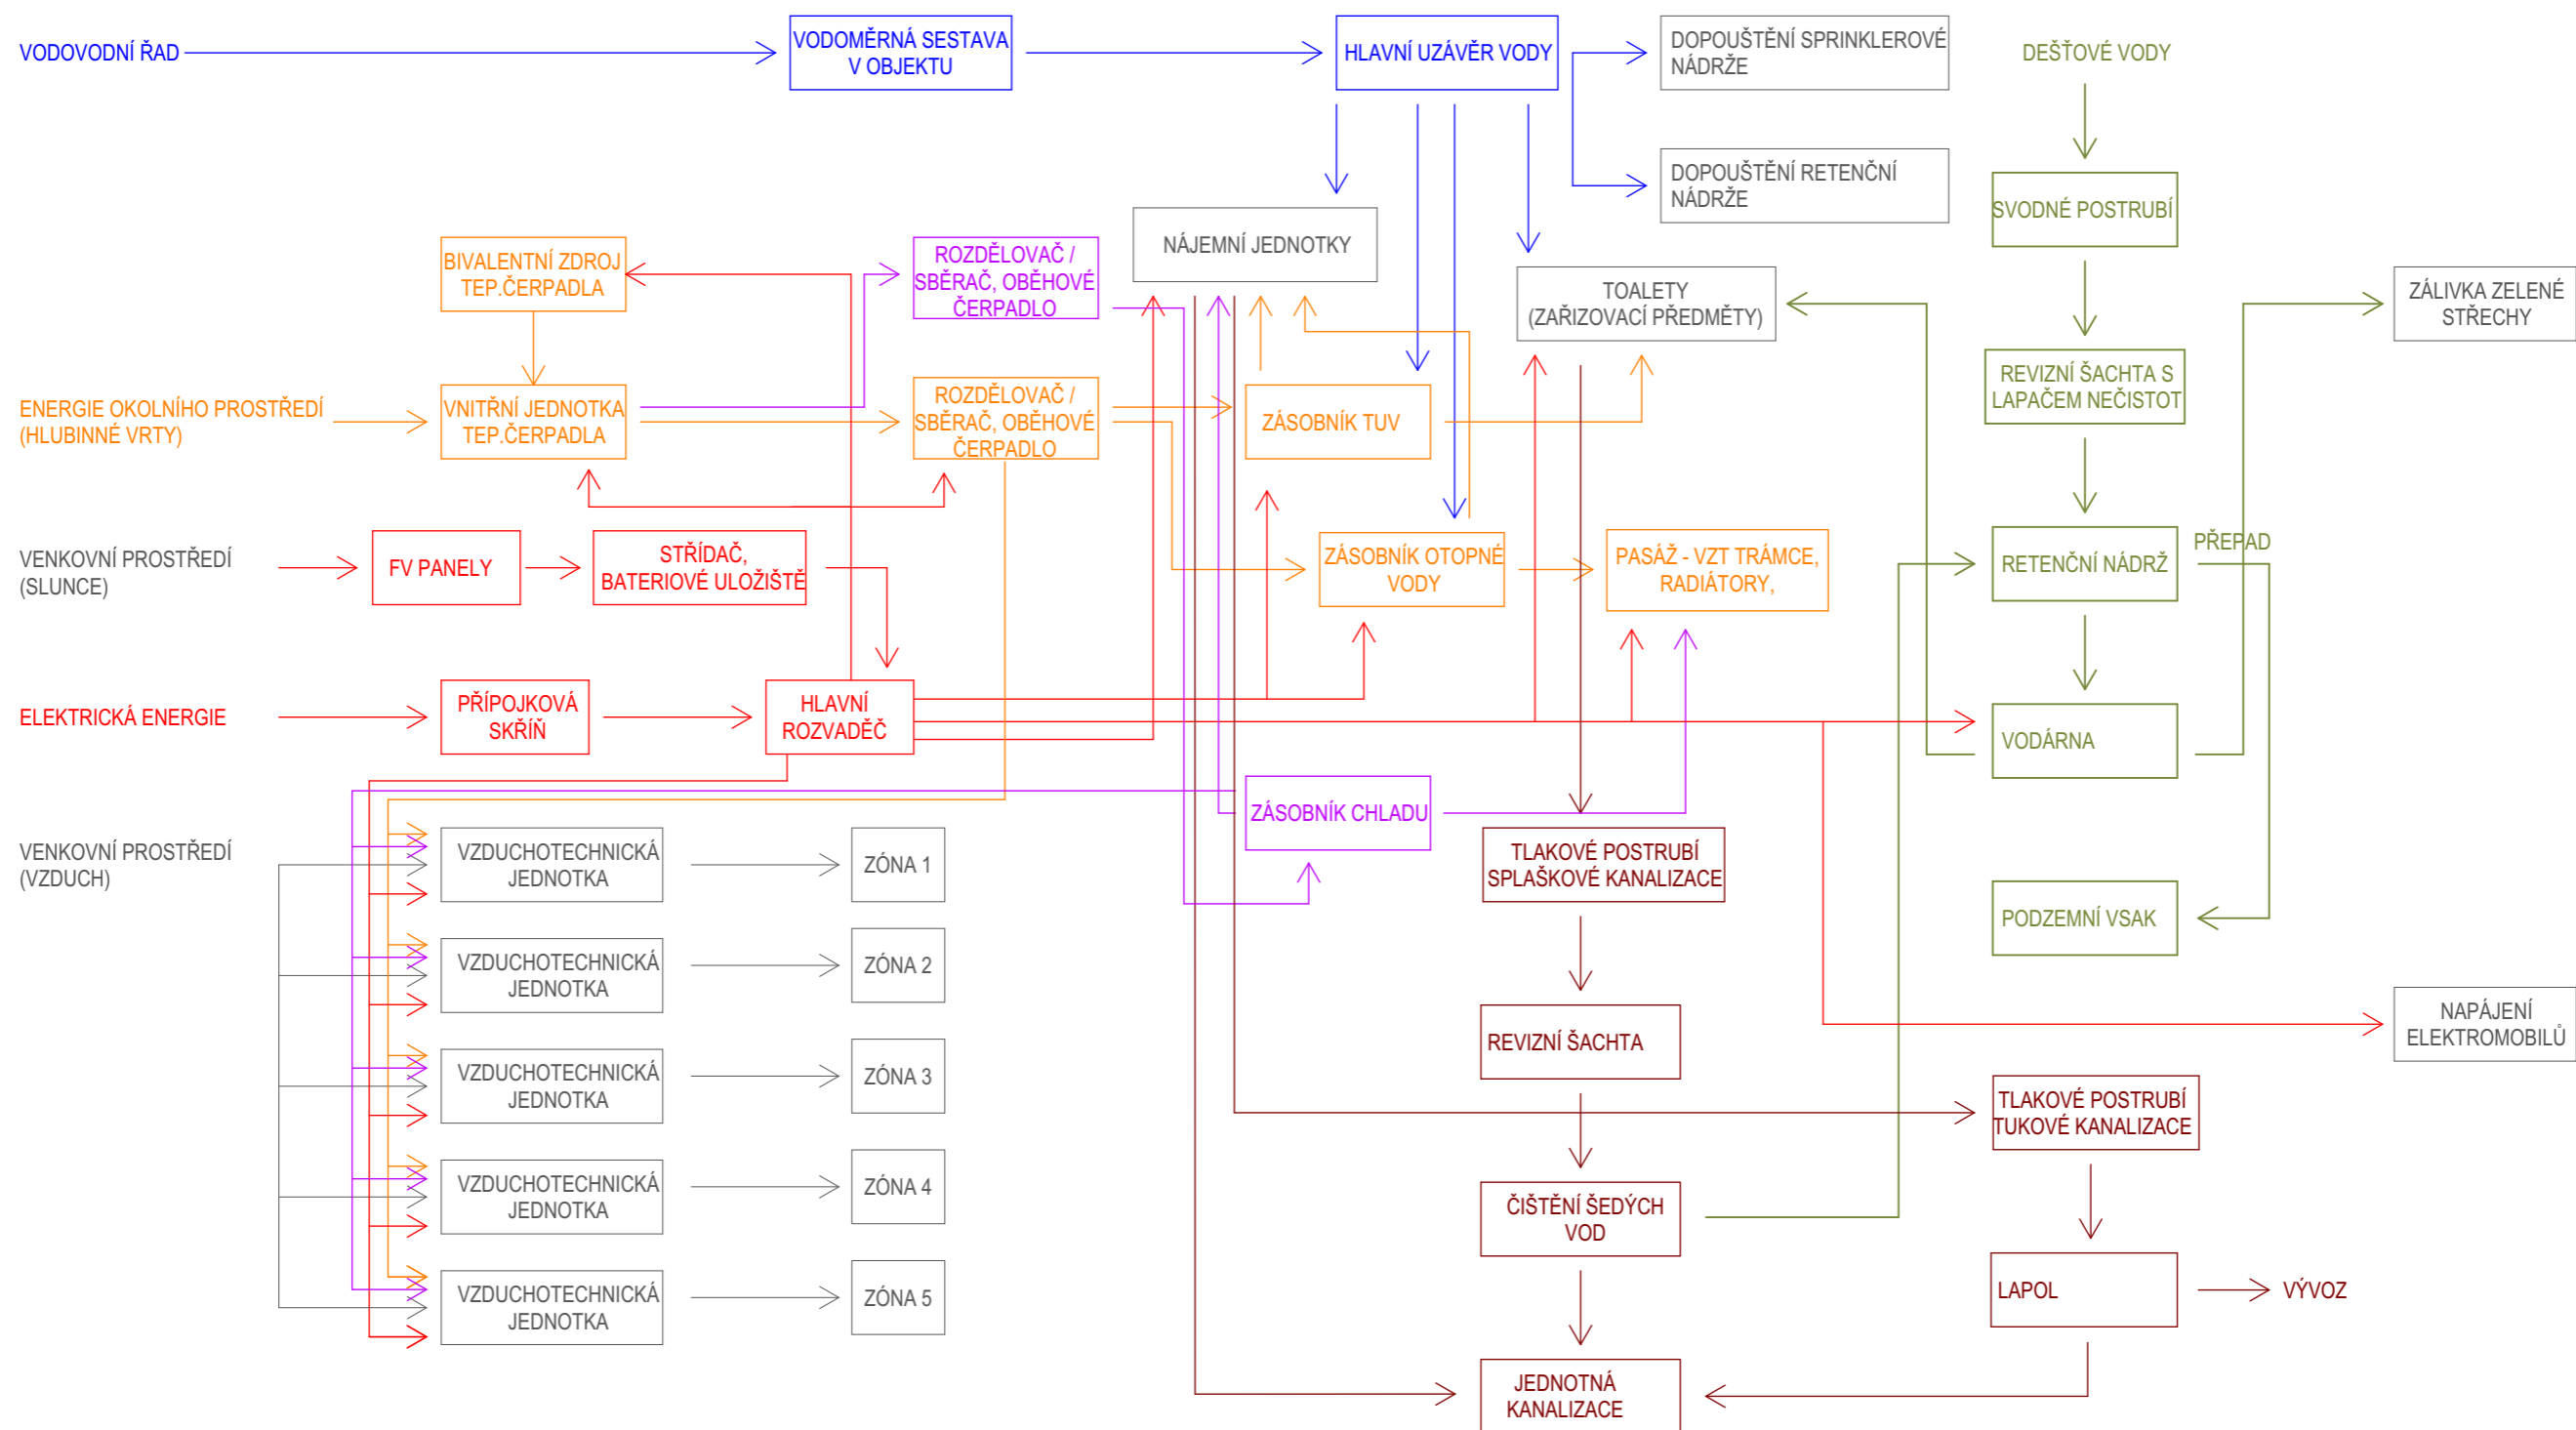 VODOVODNÍ ŘAD
VODOMĚRNÁ SESTAVA
V OBJEKTU
HLAVNÍ UZÁVĚR VODY
DOPOUŠTĚNÍ SPRINKLEROVÉ
NÁDRŽE
DEŠŤOVÉ VODY
DOPOUŠTĚNÍ RETENČNÍ
NÁDRŽE
SVODNÉ POSTRUBÍ
BIVALENTNÍ ZDROJ
TEP.ČERPADLA
ROZDĚLOVAČ /
SBĚRAČ, OBĚHOVÉ
ČERPADLO
NÁJEMNÍ JEDNOTKY
TOALETY
(ZAŘIZOVACÍ PŘEDMĚTY)
ZÁLIVKA ZELENÉ
STŘECHY
ENERGIE OKOLNÍHO PROSTŘEDÍ
(HLUBINNÉ VRTY)
VNITŘNÍ JEDNOTKA
TEP.ČERPADLA
ROZDĚLOVAČ /
SBĚRAČ, OBĚHOVÉ
ČERPADLO
ZÁSOBNÍK TUV
REVIZNÍ ŠACHTA S
LAPAČEM NEČISTOT
VENKOVNÍ PROSTŘEDÍ
(SLUNCE)
FV PANELY
STŘÍDAČ,
BATERIOVÉ ULOŽIŠTĚ
ZÁSOBNÍK OTOPNÉ
VODY
PASÁŽ - VZT TRÁMCE,
RADIÁTORY,
RETENČNÍ NÁDRŽ
PŘEPAD
ELEKTRICKÁ ENERGIE
PŘÍPOJKOVÁ
SKŘÍŇ
HLAVNÍ
ROZVADĚČ
VODÁRNA
ZÁSOBNÍK CHLADU
VENKOVNÍ PROSTŘEDÍ
(VZDUCH)
VZDUCHOTECHNICKÁ
JEDNOTKA
ZÓNA 1
TLAKOVÉ POSTRUBÍ
SPLAŠKOVÉ KANALIZACE
PODZEMNÍ VSAK
VZDUCHOTECHNICKÁ
JEDNOTKA
ZÓNA 2
REVIZNÍ ŠACHTA
NAPÁJENÍ
ELEKTROMOBILŮ
VZDUCHOTECHNICKÁ
JEDNOTKA
ZÓNA 3
TLAKOVÉ POSTRUBÍ
TUKOVÉ KANALIZACE
VZDUCHOTECHNICKÁ
JEDNOTKA
ZÓNA 4
ČIŠTĚNÍ ŠEDÝCH
VOD
VZDUCHOTECHNICKÁ
JEDNOTKA
ZÓNA 5
LAPOL
VÝVOZ
JEDNOTNÁ
KANALIZACE